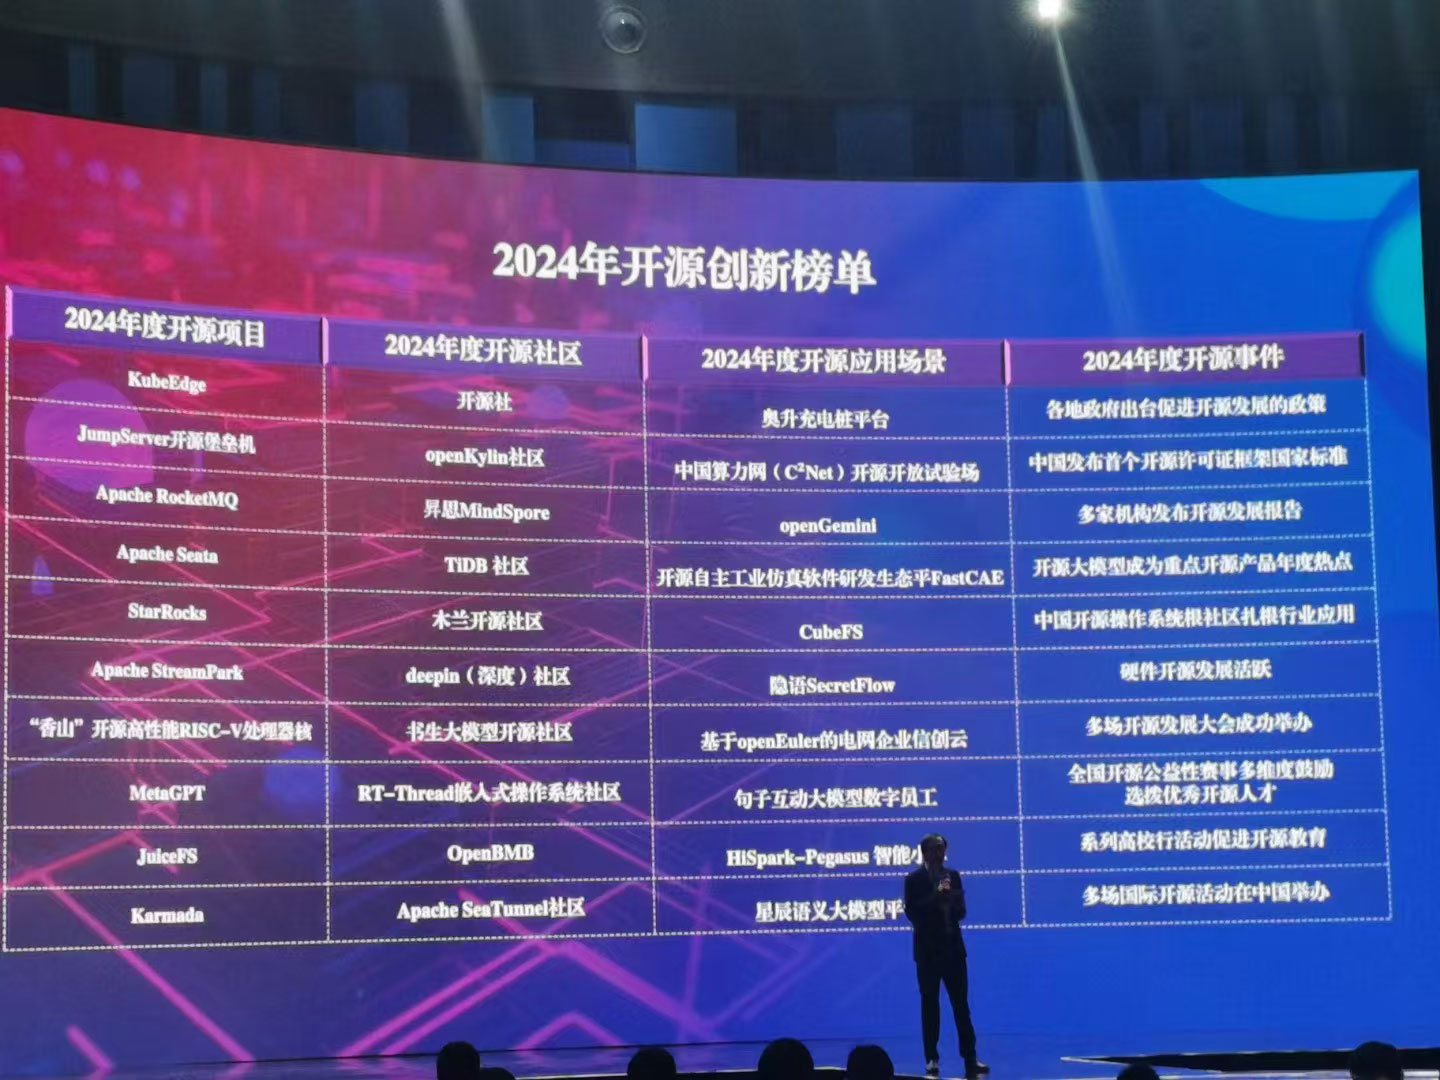 2024年开源创新榜单
2024年度开源项目
2024年度开源社区
2024年度开源应用场景
2024年度开源事件
KubeEdge
开源社
奥升充电桩平台
各地政府出台促进开源发展的政策
JumpServer开源堡垒机
openKylin社区
中国算力网（C²Net）开源开放试验场
中国发布首个开源许可证框架国家标准
Apache RocketMQ
昇思MindSpore
openGemini
多家机构发布开源发展报告
Apache Seata
TiDB 社区
开源自主工业仿真软件研发生态平FastCAE
开源大模型成为重点开源产品年度热点
StarRocks
木兰开源社区
CubeFS
中国开源操作系统根社区扎根行业应用
Apache StreamPark
deepin（深度）社区
隐语SecretFlow
硬件开源发展活跃
“香山”开源高性能RISC-V处理器核
书生大模型开源社区
基于openEuler的电网企业信创云
多场开源发展大会成功举办
MetaGPT
RT-Thread嵌入式操作系统社区
句子互动大模型数字员工
全国开源公益性赛事多维度鼓励
选拨优秀开源人才
JuiceFS
OpenBMB
HiSpark-Pegasus 智能小
系列高校行活动促进开源教育
Karmada
Apache SeaTunnel社区
星辰语义大模型平
多场国际开源活动在中国举办